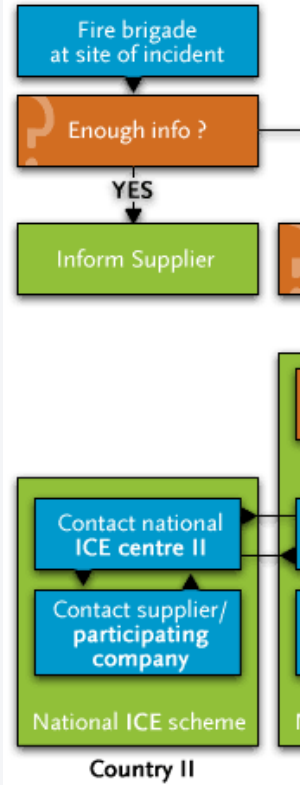 Fire brigade
at site of incident
Enough info ?
YES
Inform Supplier
Contact national
ICE centre II
Contact supplier/
participating
company
National ICE scheme
Country II